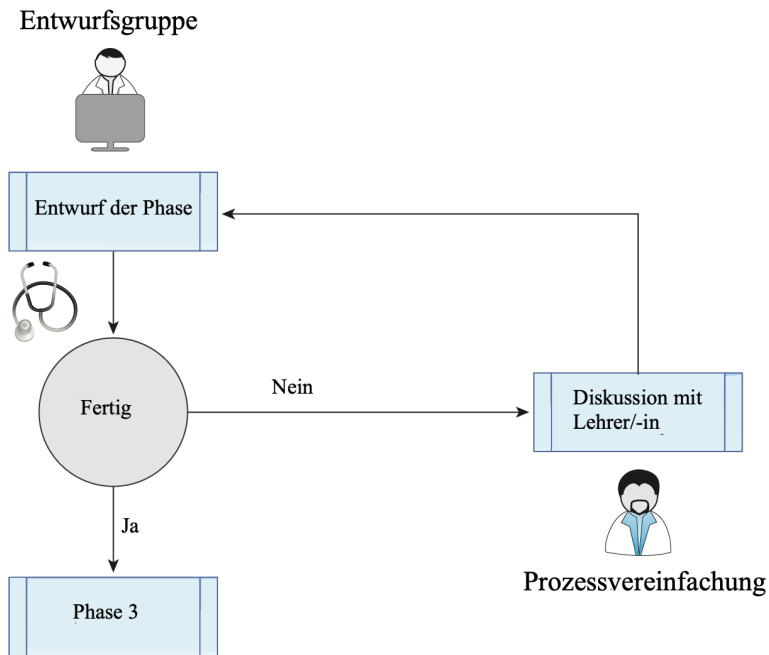 Entwurfsgruppe
Entwurf der Phase
Fertig
Nein
Diskussion mit
Lehrer/-in
Ja
Prozessvereinfachung
Phase 3